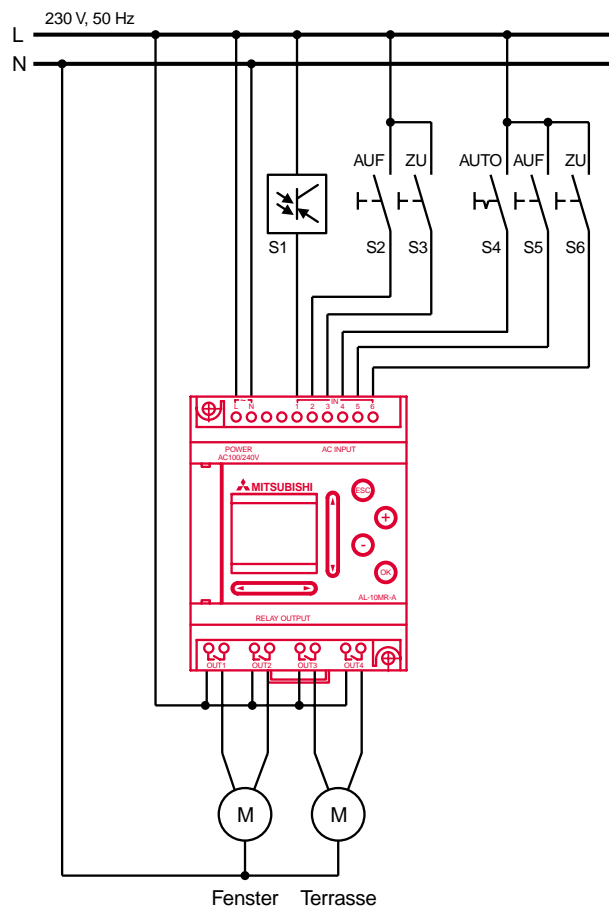 230 V, 50 Hz
L
N
AUF ZU AUTO AUF ZU
S1 S2 S3 S4 S5 S6
L ~ N 1 2 3 IN 4 5 6
POWER AC INPUT
AC100/240V
MITSUBISHI
ESC
+
-
OK
AL-10MR-A
RELAY OUTPUT
OUT1 OUT2 OUT3 OUT4
M M
Fenster Terrasse